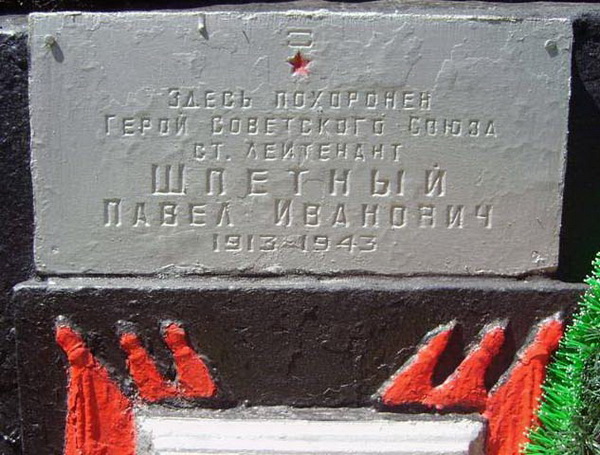 Здесь похоронен
Герой Советского Союза
ст. лейтенант
Шпетный
Павел Иванович
1913-1943